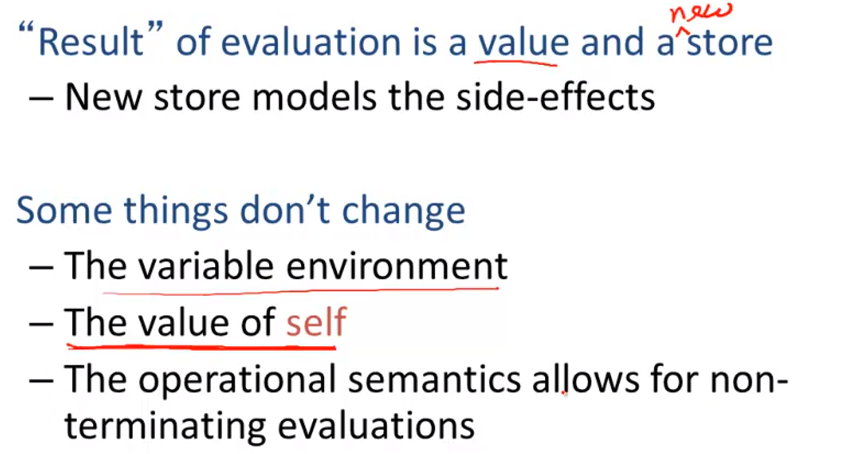 “Result” of evaluation is a value and a new store
– New store models the side-effects
Some things don’t change
– The variable environment
– The value of self
– The operational semantics allows for non-
terminating evaluations